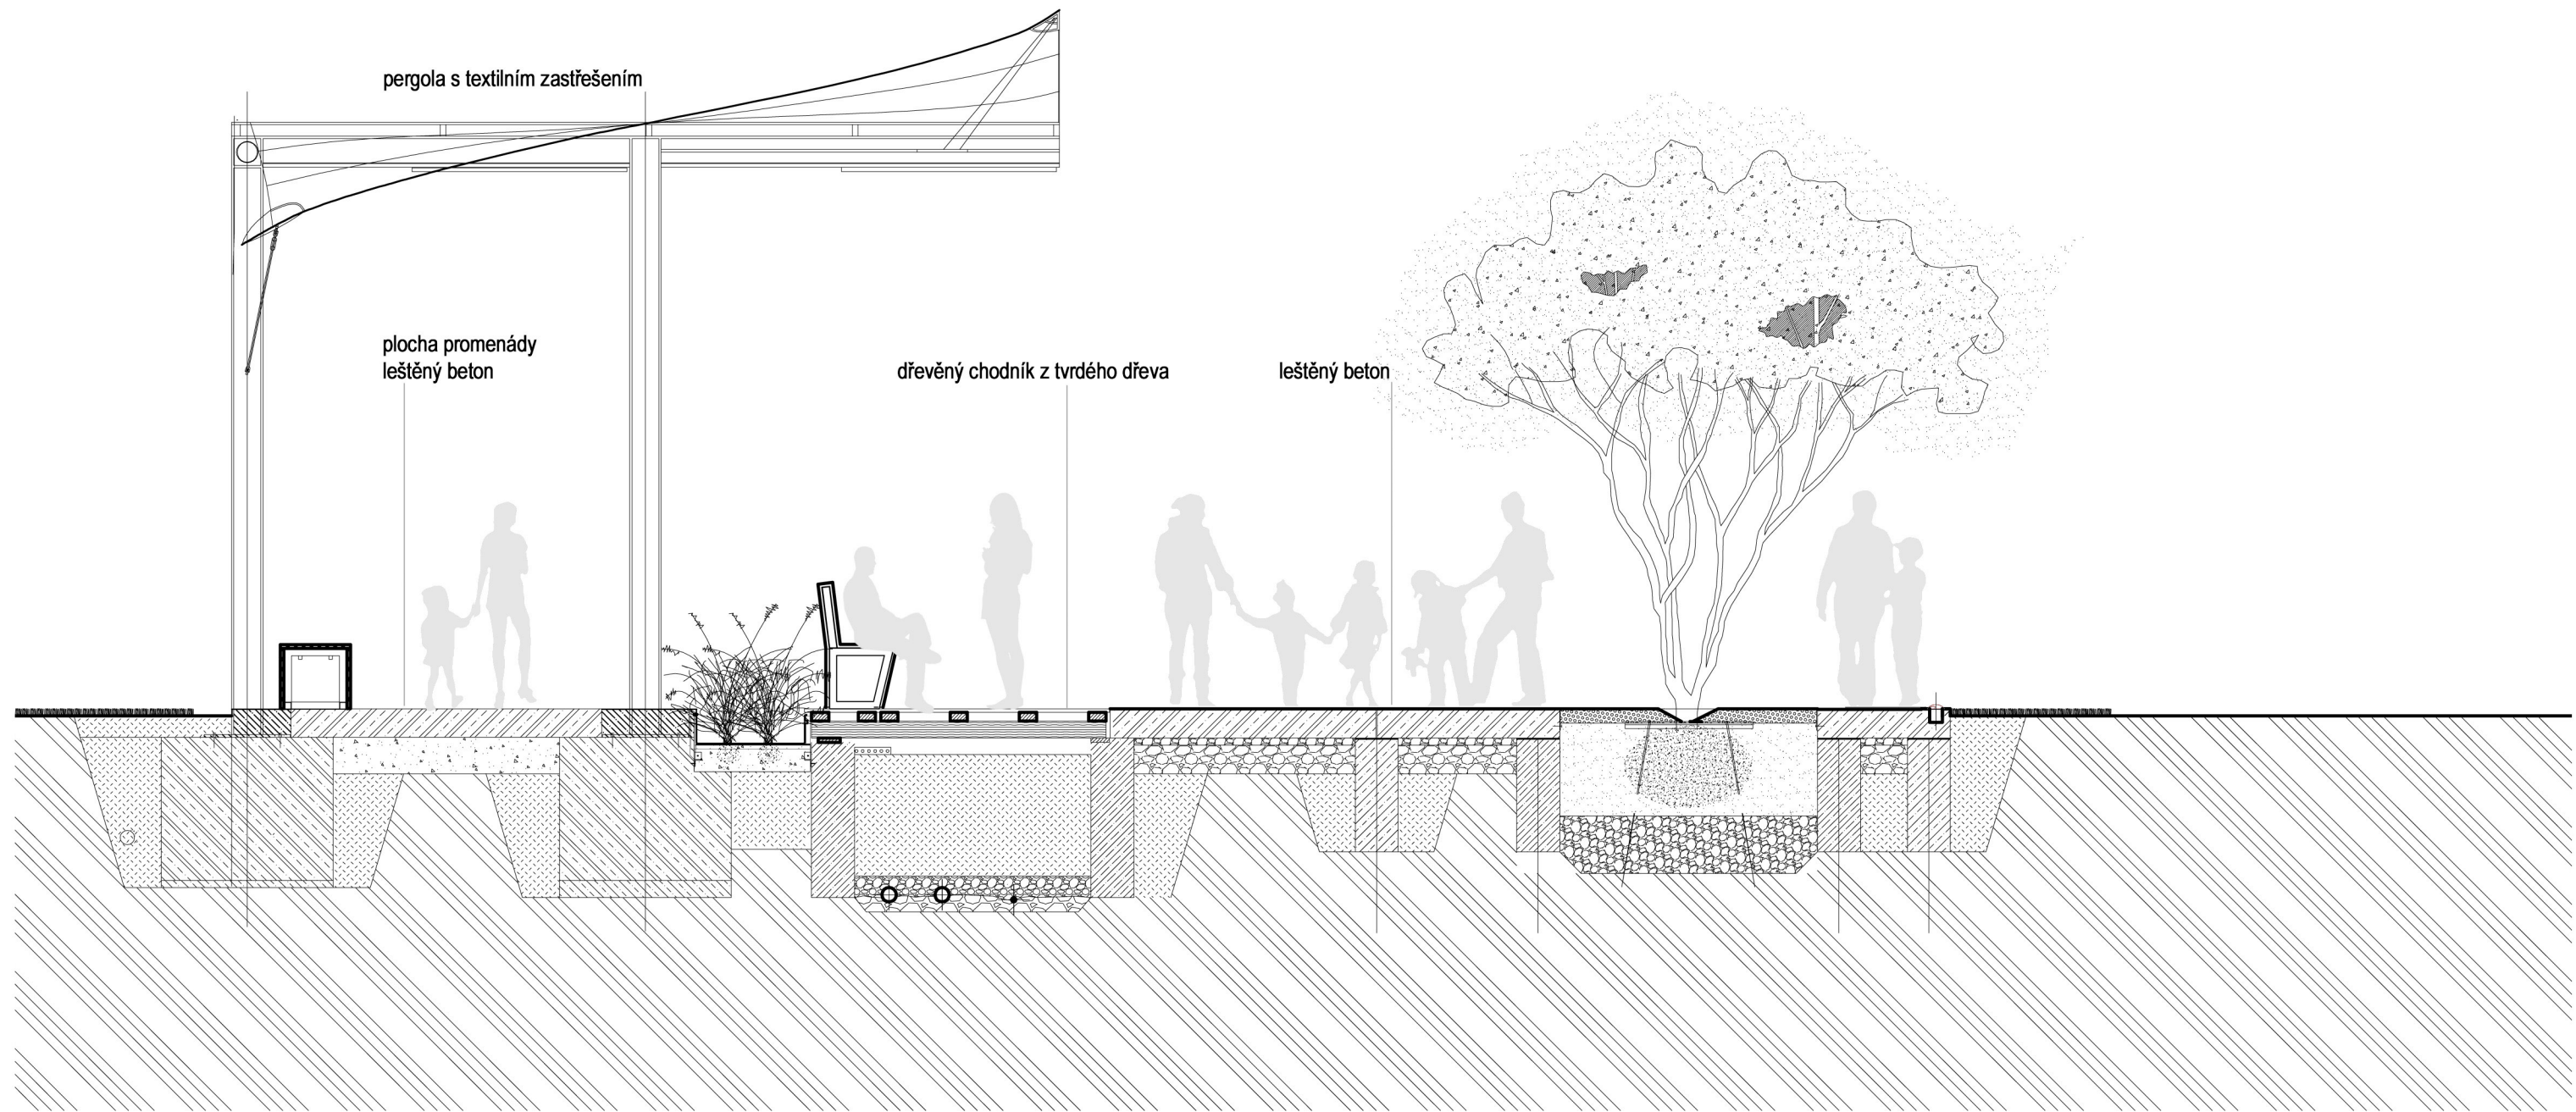 pergola s textilním zastřešením
plocha promenády
leštěný beton
dřevěný chodník z tvrdého dřeva
leštěný beton